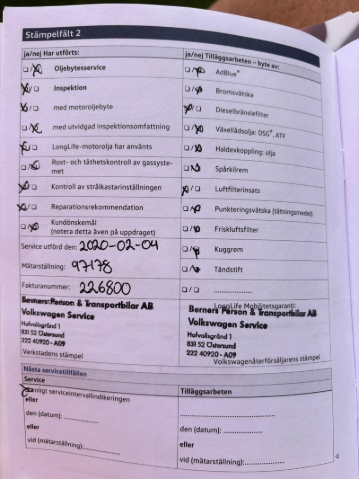 Stämpelfält 2
ja/nej Har utförts:
Oljebytesservice
Inspektion
med motoroljebyte
med utvidgad inspektionsomfattning
LongLife-motorolja har använts
Rost- och täthetskontroll av gassyste-
met
Kontroll av strålkastarinställningen
Reparationsrekommendation
Kundönskemål
(notera detta även på uppdraget)
Service utförd den: 2020-02-04
Mätarställning: 97178
Fakturanummer: 226800
Berners Person & Transportbilar AB
Volkswagen Service
Hofvallsgränd 1
831 52 Östersund
222 40920 - A09
Verkstadens stämpel
ja/nej Tilläggsarbeten – byte av:
AdBlue®
Bromsvätska
Dieselbränslefilter
Växellådsolja: DSG®, ATF
Haldexkoppling: olja
Spårkilrem
Luftfilterinsats
Punkteringsvätska (tätningsmedel)
Friskluftsfilter
Kuggrem
Tändstift
LongLife Mobilitetsgaranti:
Berners Person & Transportbilar AB
Volkswagen Service
Hofvallsgränd 1
831 52 Östersund
222 40920 - A09
Volkswagenåterförsäljarens stämpel
Nästa servicetillfällen
Service
enligt serviceintervallindikeringen
eller
den (datum):
eller
vid (mätarställning):
Tilläggsarbeten
den (datum):
eller
vid (mätarställning):
4